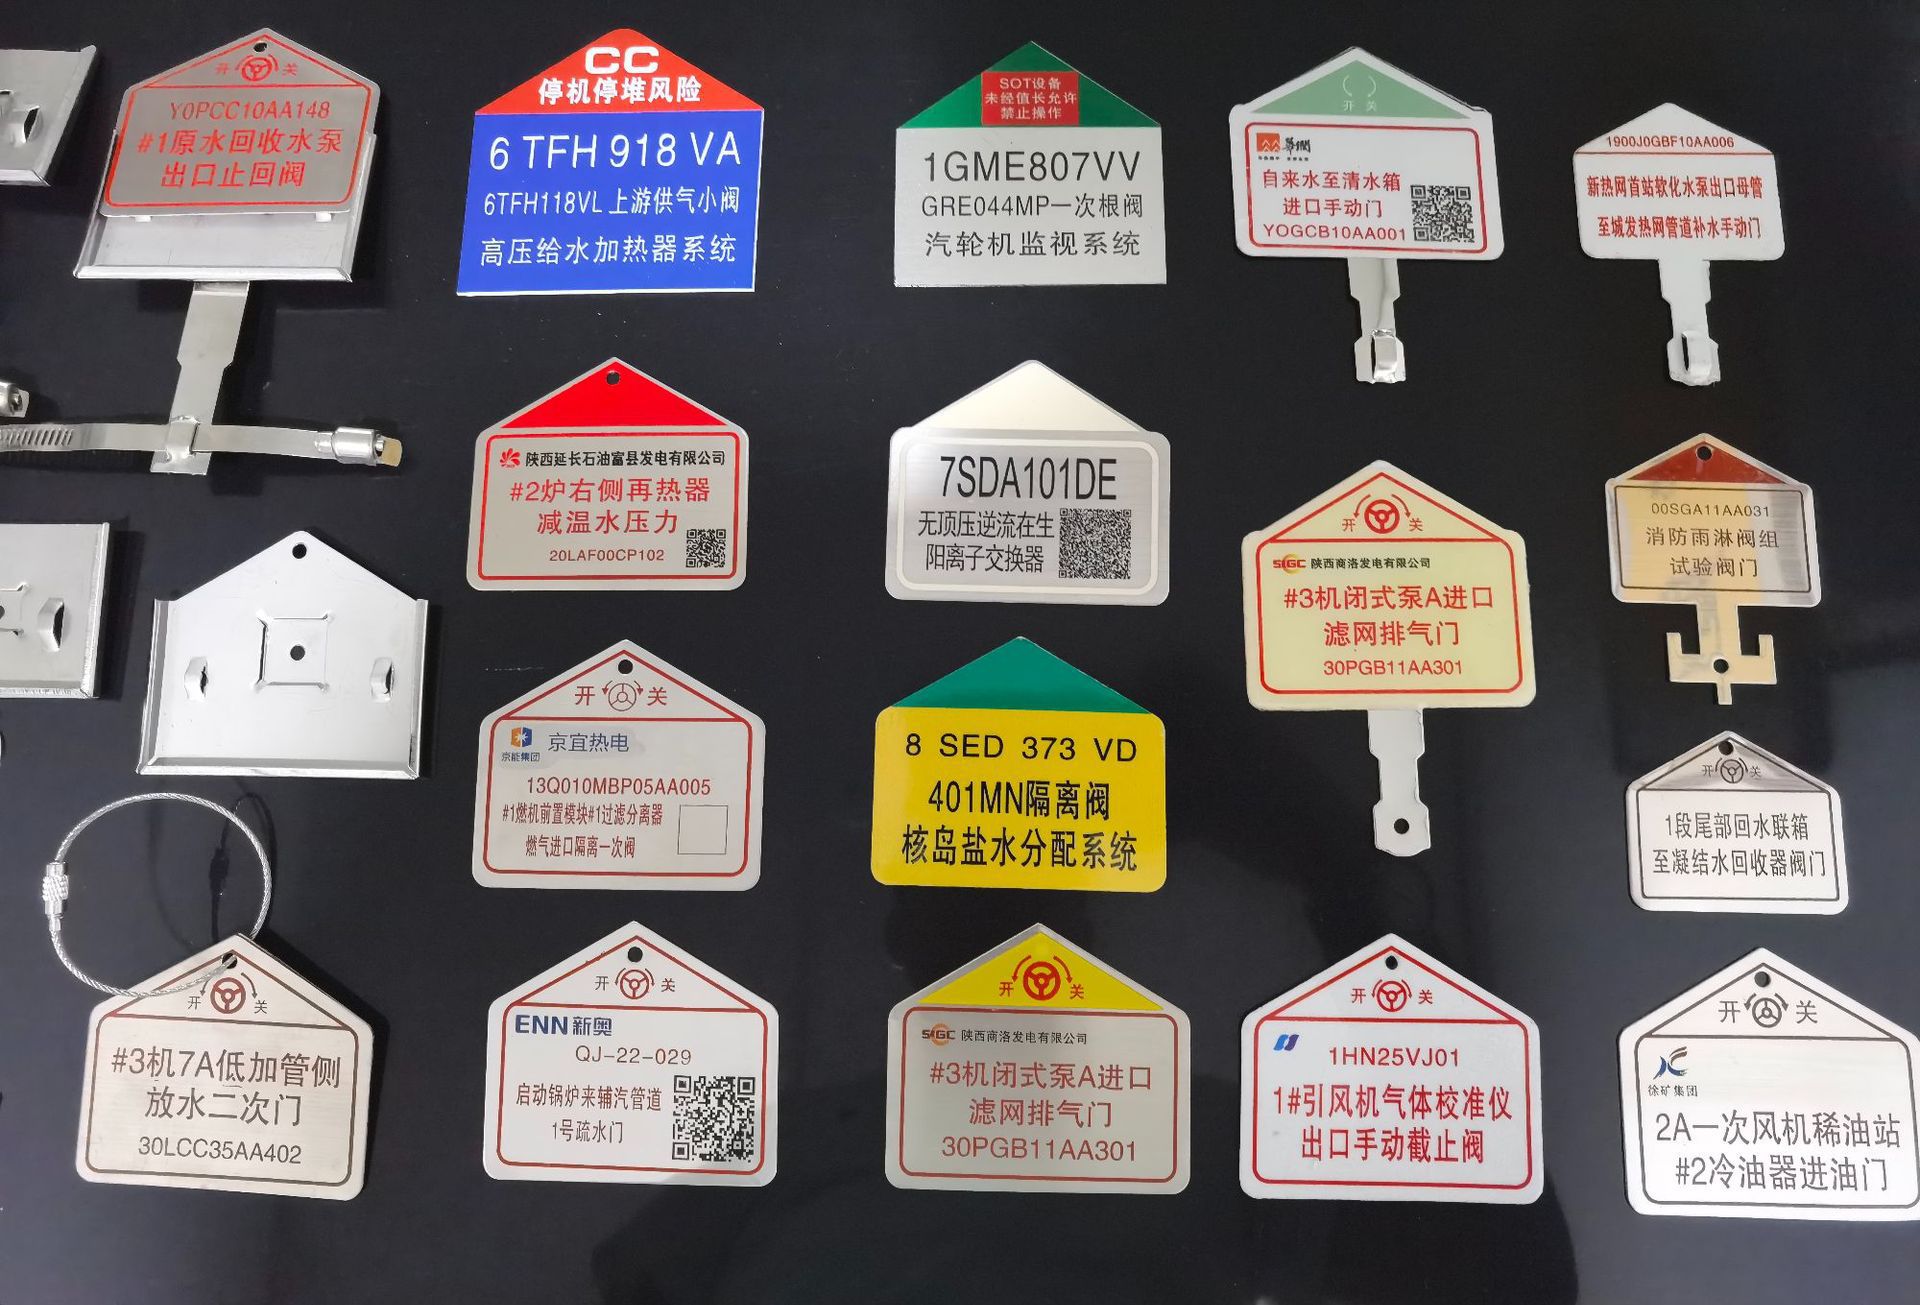 开 关
Y0PCC10AA148
#1原水回收水泵
出口止回阀
CC
停机停堆风险
6 TFH 918 VA
6TFH118VL 上游供气小阀
高压给水加热器系统
SOT设备
未经值长允许
禁止操作
1GME807VV
GRE044MP一次根阀
汽轮机监视系统
开 关
自来水至清水箱
进口手动门
YOGCB10AA001
1900J0GBF10AA006
新热网首站软化水泵出口母管
至城发热网管道补水手动门
陕西延长石油富县发电有限公司
#2炉右侧再热器
减温水压力
20LAF00CP102
7SDA101DE
无顶压逆流在生
阳离子交换器
开 关
SIGC 陕西商洛发电有限公司
#3机闭式泵A进口
滤网排气门
30PGB11AA301
00SGA11AA031
消防雨淋阀组
试验阀门
开 关
京能集团 京宜热电
13Q010MBP05AA005
#1燃机前置模块#1过滤分离器
燃气进口隔离一次阀
8 SED 373 VD
401MN隔离阀
核岛盐水分配系统
开 关
1段尾部回水联箱
至凝结水回收器阀门
开 关
#3机7A低加管侧
放水二次门
30LCC35AA402
开 关
ENN新奥
QJ-22-029
启动锅炉来辅汽管道
1号疏水门
开 关
SIGC 陕西商洛发电有限公司
#3机闭式泵A进口
滤网排气门
30PGB11AA301
开 关
1HN25VJ01
1#引风机气体校准仪
出口手动截止阀
开 关
徐矿集团
2A一次风机稀油站
#2冷油器进油门